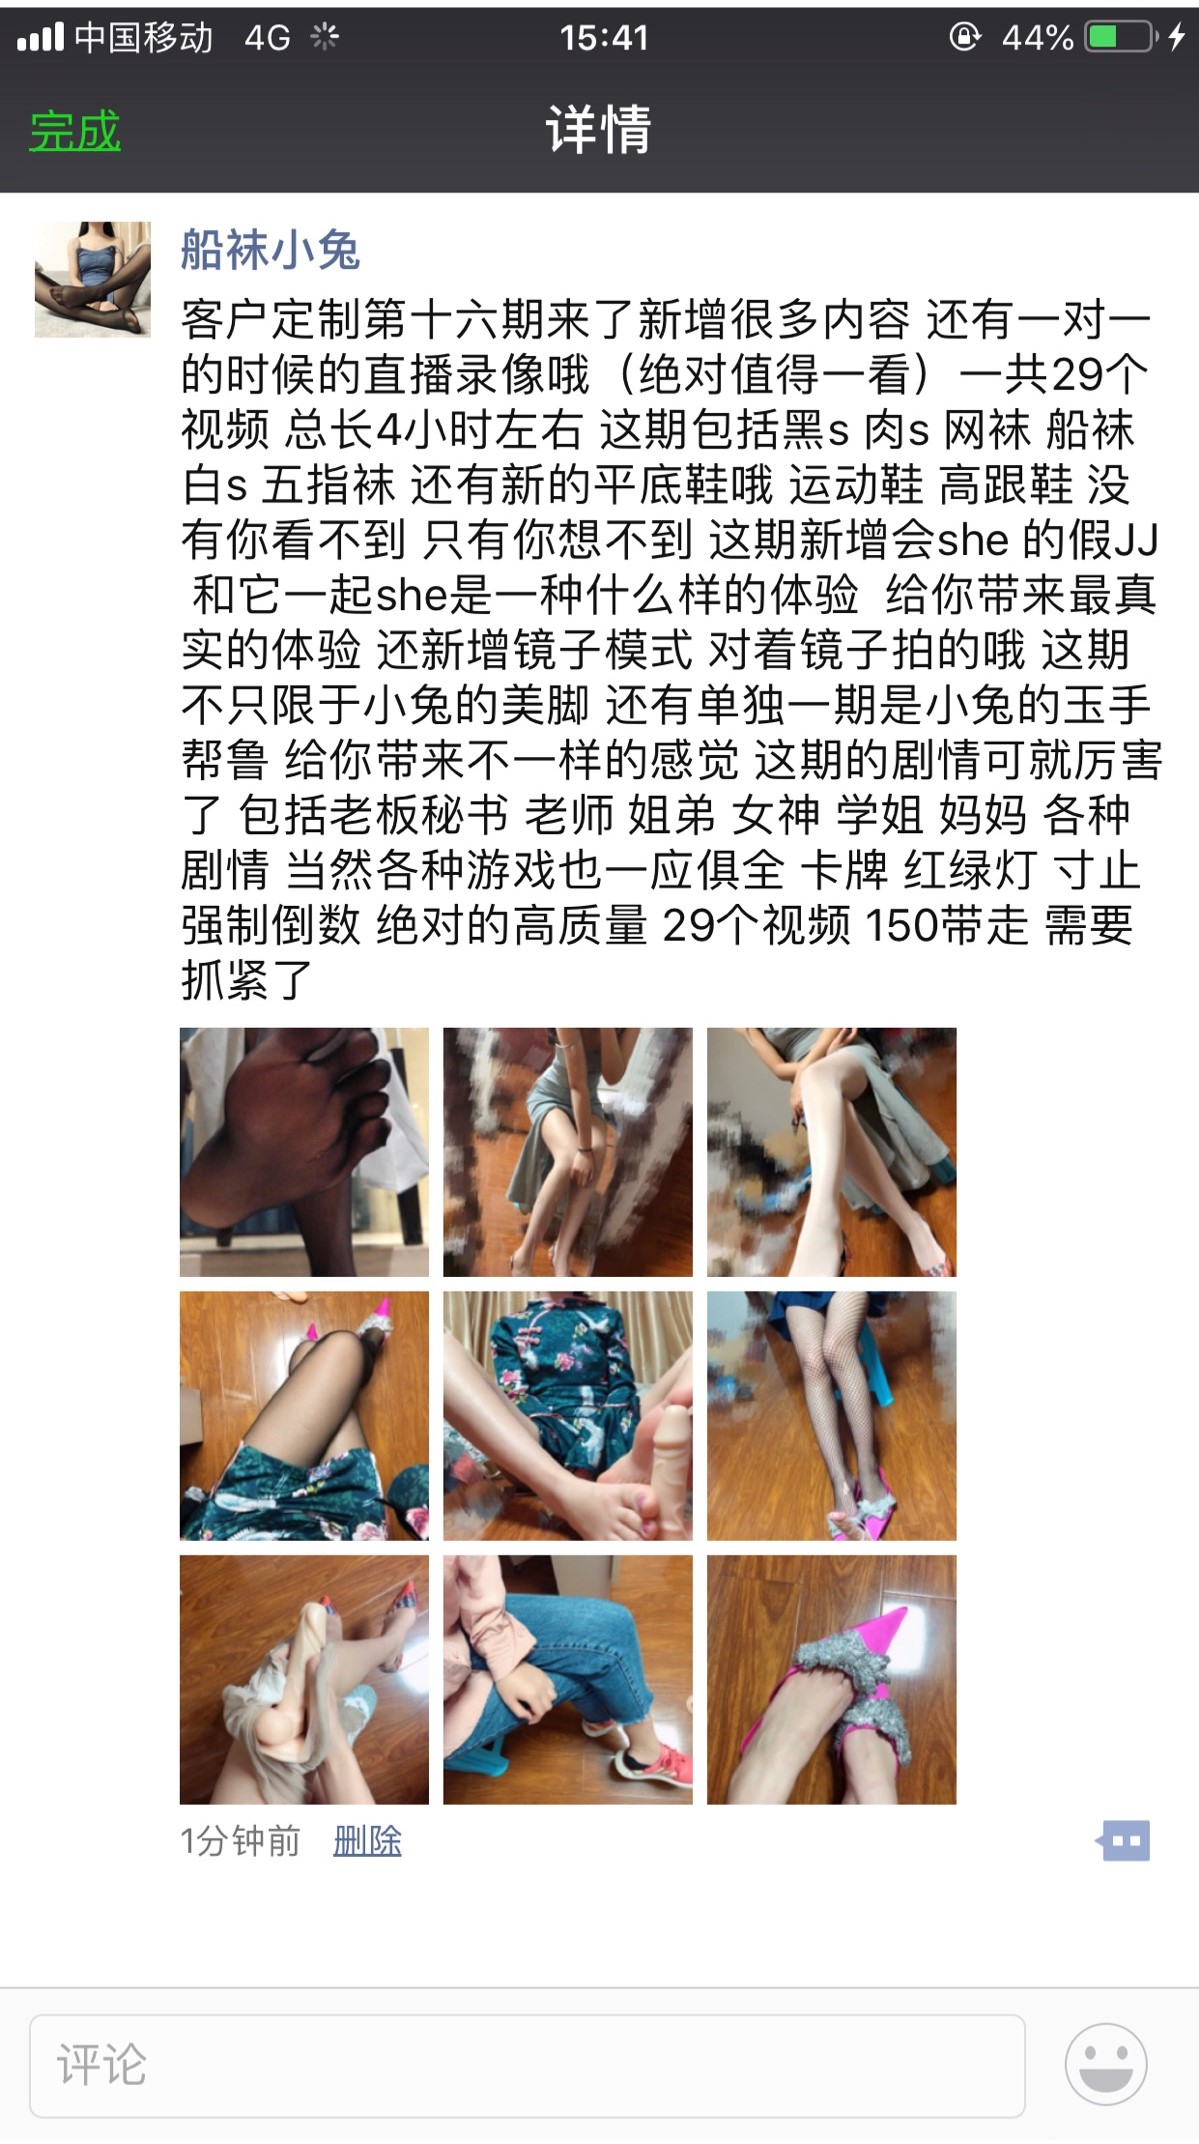 中国移动 4G 15:41 44%
完成 详情
船袜小兔
客户定制第十六期来了新增很多内容 还有一对一
的时候的直播录像哦（绝对值得一看）一共29个
视频 总长4小时左右 这期包括黑s 肉s 网袜 船袜
白s 五指袜 还有新的平底鞋哦 运动鞋 高跟鞋 没
有你看不到 只有你想不到 这期新增会she 的假JJ
和它一起she是一种什么样的体验 给你带来最真
实的体验 还新增镜子模式 对着镜子拍的哦 这期
不只限于小兔的美脚 还有单独一期是小兔的玉手
帮鲁 给你带来不一样的感觉 这期的剧情可就厉害
了 包括老板秘书 老师 姐弟 女神 学姐 妈妈 各种
剧情 当然各种游戏也一应俱全 卡牌 红绿灯 寸止
强制倒数 绝对的高质量 29个视频 150带走 需要
抓紧了
1分钟前 删除
评论